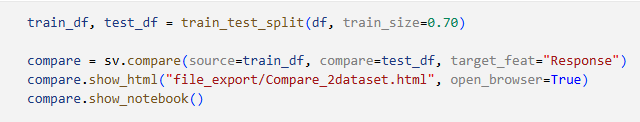 train_df, test_df = train_test_split(df, train_size=0.70)
compare = sv.compare(source=train_df, compare=test_df, target_feat="Response")
compare.show_html("file_export/Compare_2dataset.html", open_browser=True)
compare.show_notebook()